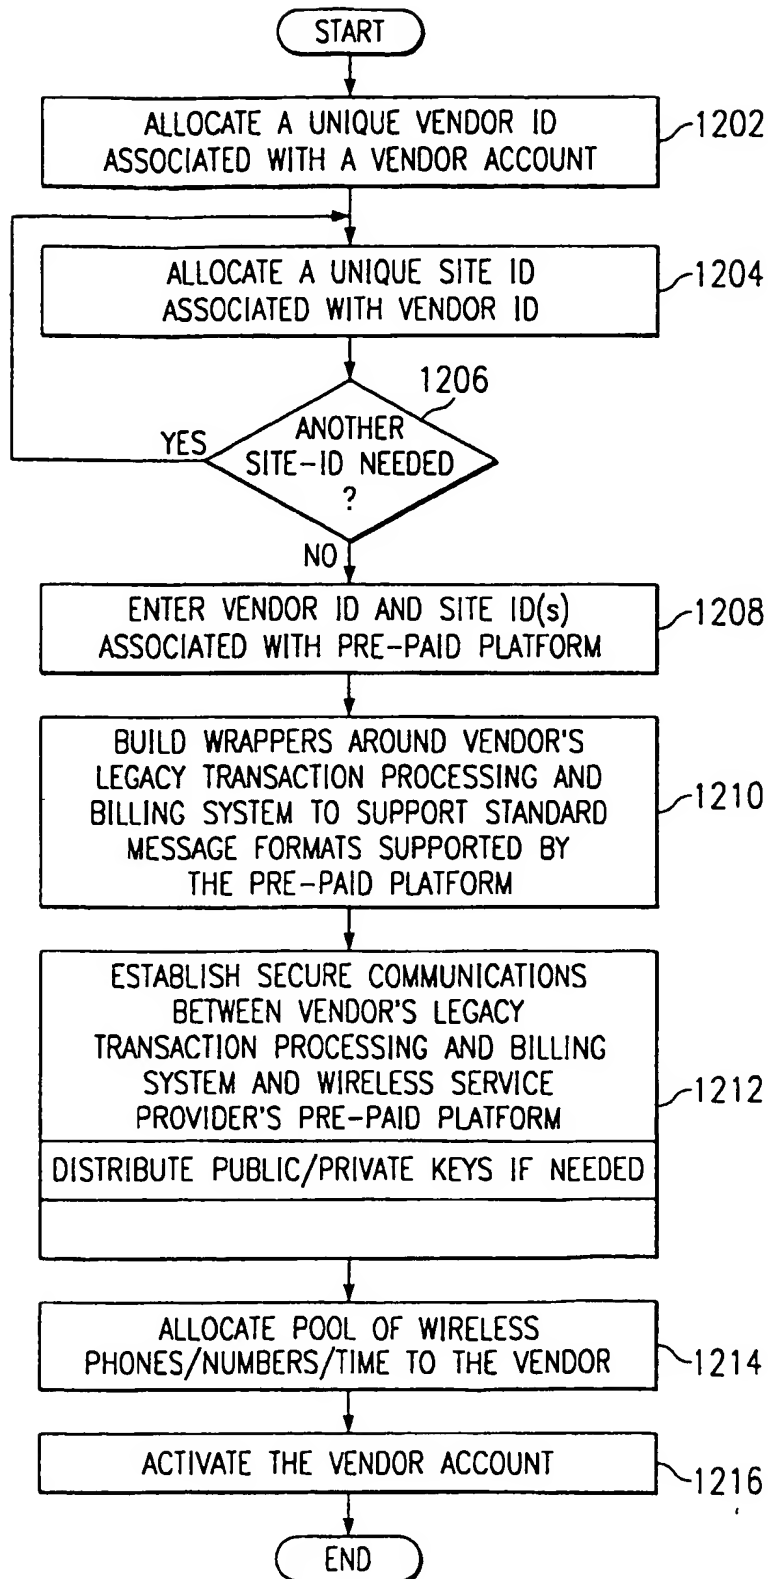 START
ALLOCATE A UNIQUE VENDOR ID
ASSOCIATED WITH A VENDOR ACCOUNT
1202
ALLOCATE A UNIQUE SITE ID
ASSOCIATED WITH VENDOR ID
1204
1206
ANOTHER
SITE-ID NEEDED
?
YES
NO
ENTER VENDOR ID AND SITE ID(s)
ASSOCIATED WITH PRE-PAID PLATFORM
1208
BUILD WRAPPERS AROUND VENDOR'S
LEGACY TRANSACTION PROCESSING AND
BILLING SYSTEM TO SUPPORT STANDARD
MESSAGE FORMATS SUPPORTED BY
THE PRE-PAID PLATFORM
1210
ESTABLISH SECURE COMMUNICATIONS
BETWEEN VENDOR'S LEGACY
TRANSACTION PROCESSING AND BILLING
SYSTEM AND WIRELESS SERVICE
PROVIDER'S PRE-PAID PLATFORM
1212
DISTRIBUTE PUBLIC/PRIVATE KEYS IF NEEDED
ALLOCATE POOL OF WIRELESS
PHONES/NUMBERS/TIME TO THE VENDOR
1214
ACTIVATE THE VENDOR ACCOUNT
1216
END